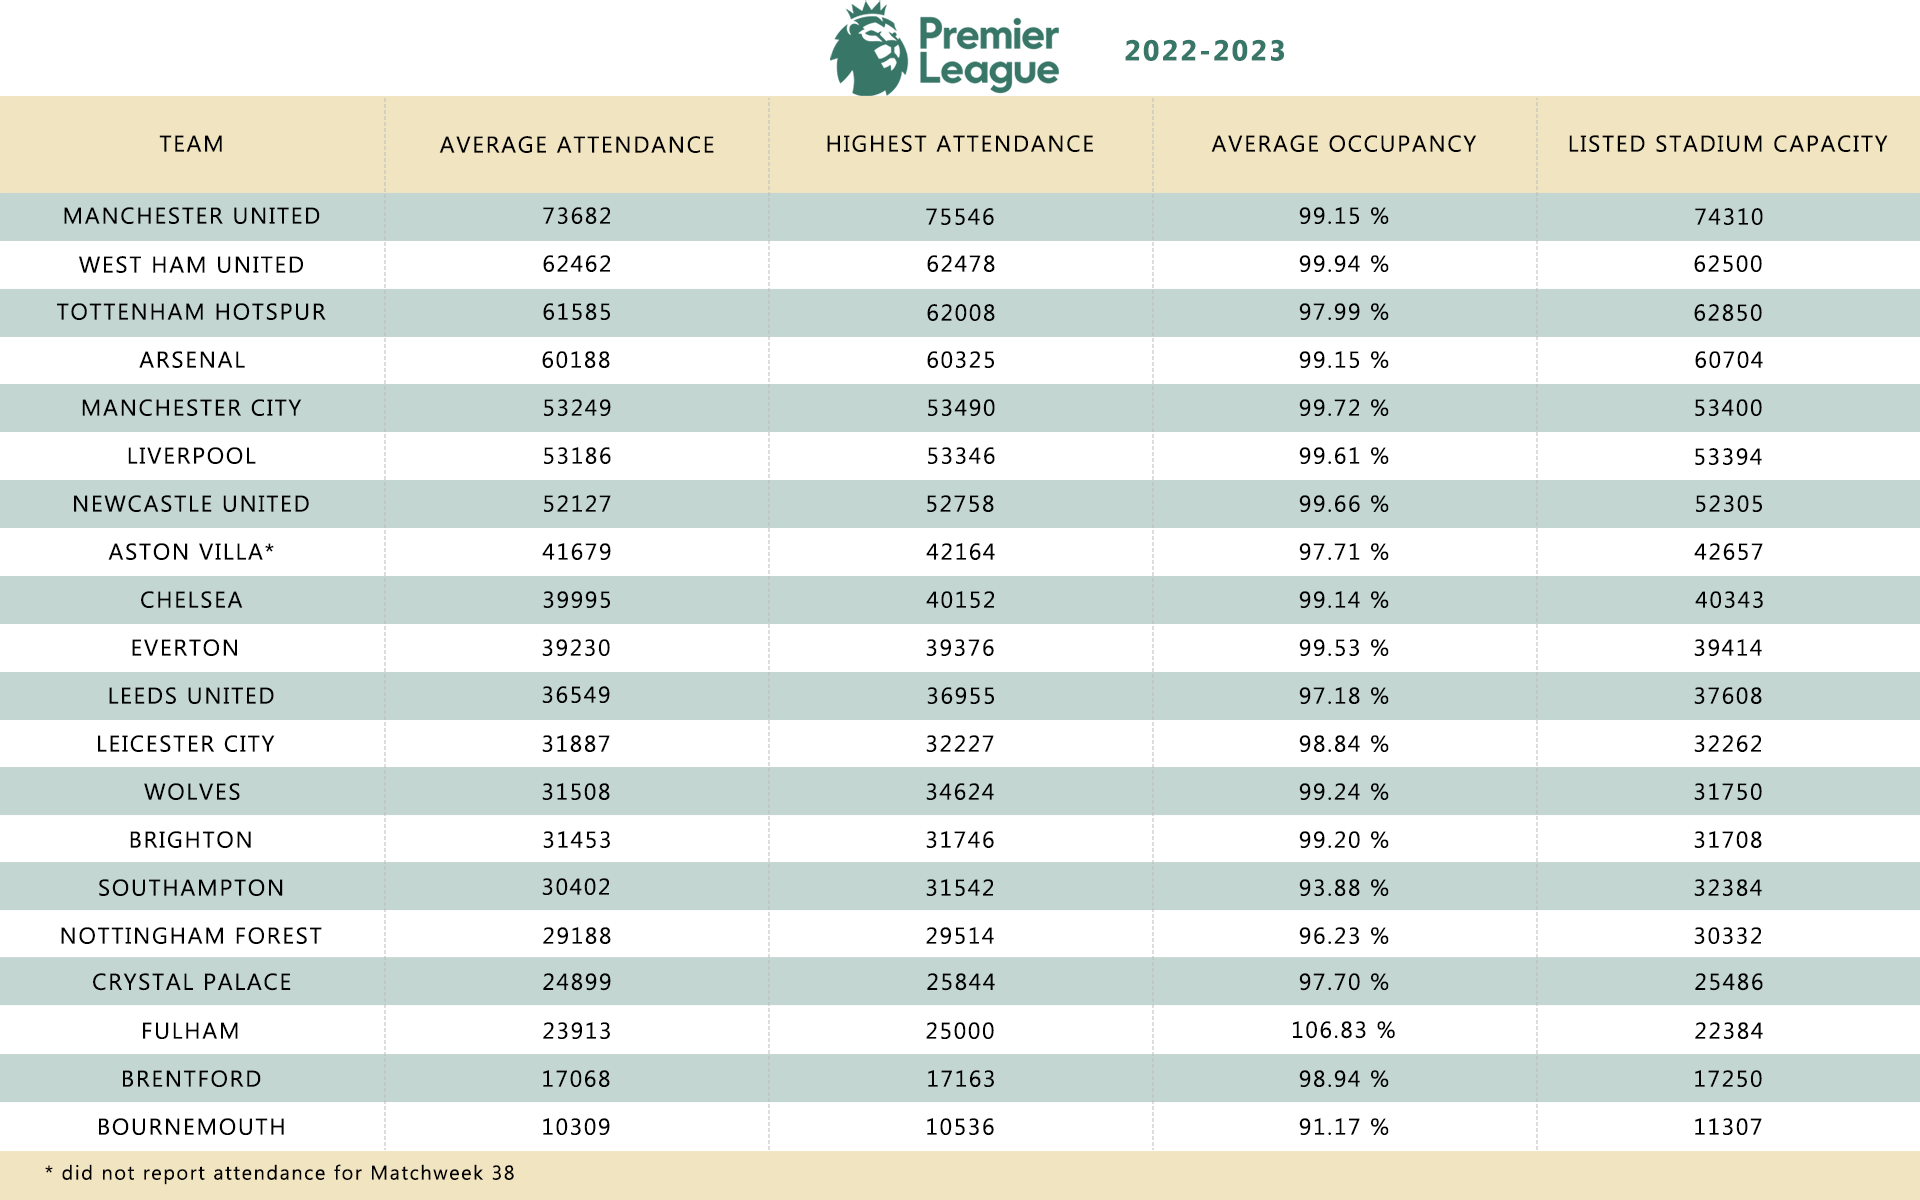 Premier
League
2022-2023
TEAM AVERAGE ATTENDANCE HIGHEST ATTENDANCE AVERAGE OCCUPANCY LISTED STADIUM CAPACITY
MANCHESTER UNITED 73682 75546 99.15 % 74310
WEST HAM UNITED 62462 62478 99.94 % 62500
TOTTENHAM HOTSPUR 61585 62008 97.99 % 62850
ARSENAL 60188 60325 99.15 % 60704
MANCHESTER CITY 53249 53490 99.72 % 53400
LIVERPOOL 53186 53346 99.61 % 53394
NEWCASTLE UNITED 52127 52758 99.66 % 52305
ASTON VILLA* 41679 42164 97.71 % 42657
CHELSEA 39995 40152 99.14 % 40343
EVERTON 39230 39376 99.53 % 39414
LEEDS UNITED 36549 36955 97.18 % 37608
LEICESTER CITY 31887 32227 98.84 % 32262
WOLVES 31508 34624 99.24 % 31750
BRIGHTON 31453 31746 99.20 % 31708
SOUTHAMPTON 30402 31542 93.88 % 32384
NOTTINGHAM FOREST 29188 29514 96.23 % 30332
CRYSTAL PALACE 24899 25844 97.70 % 25486
FULHAM 23913 25000 106.83 % 22384
BRENTFORD 17068 17163 98.94 % 17250
BOURNEMOUTH 10309 10536 91.17 % 11307
* did not report attendance for Matchweek 38